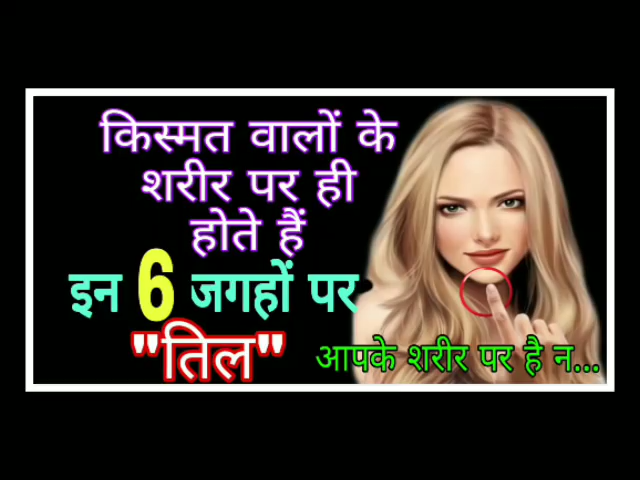 किस्मत वालों के
शरीर पर ही
होते हैं
इन 6 जगहों पर
"तिल"
आपके शरीर पर है न...